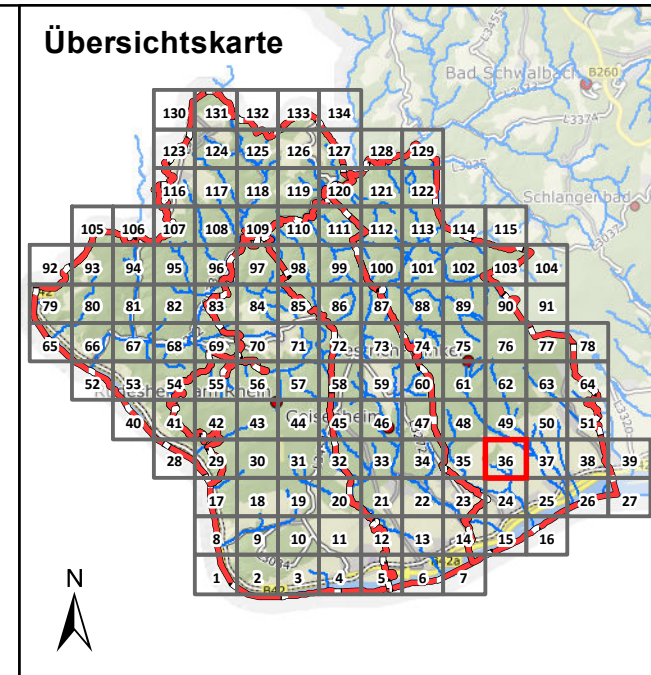 Übersichtskarte
Bad Schwalbach
B260
L3374
L3035
Schlangenbad
L3037
130 131 132 133 134
123 124 125 126 127 128 129
116 117 118 119 120 121 122
105 106 107 108 109 110 111 112 113 114 115
92 93 94 95 96 97 98 99 100 101 102 103 104
79 80 81 82 83 84 85 86 87 88 89 90 91
65 66 67 68 69 70 71 72 73 74 75 76 77 78
52 53 54 55 56 57 58 59 60 61 62 63 64
Geisenheim
40 41 42 43 44 45 46 47 48 49 50 51
L3320
28 29 30 31 32 33 34 35 36 37 38 39
17 18 19 20 21 22 23 24 25 26 27
8 9 10 11 12 13 14 15 16
L3034
B42a
1 2 3 4 5 6 7
B42
N